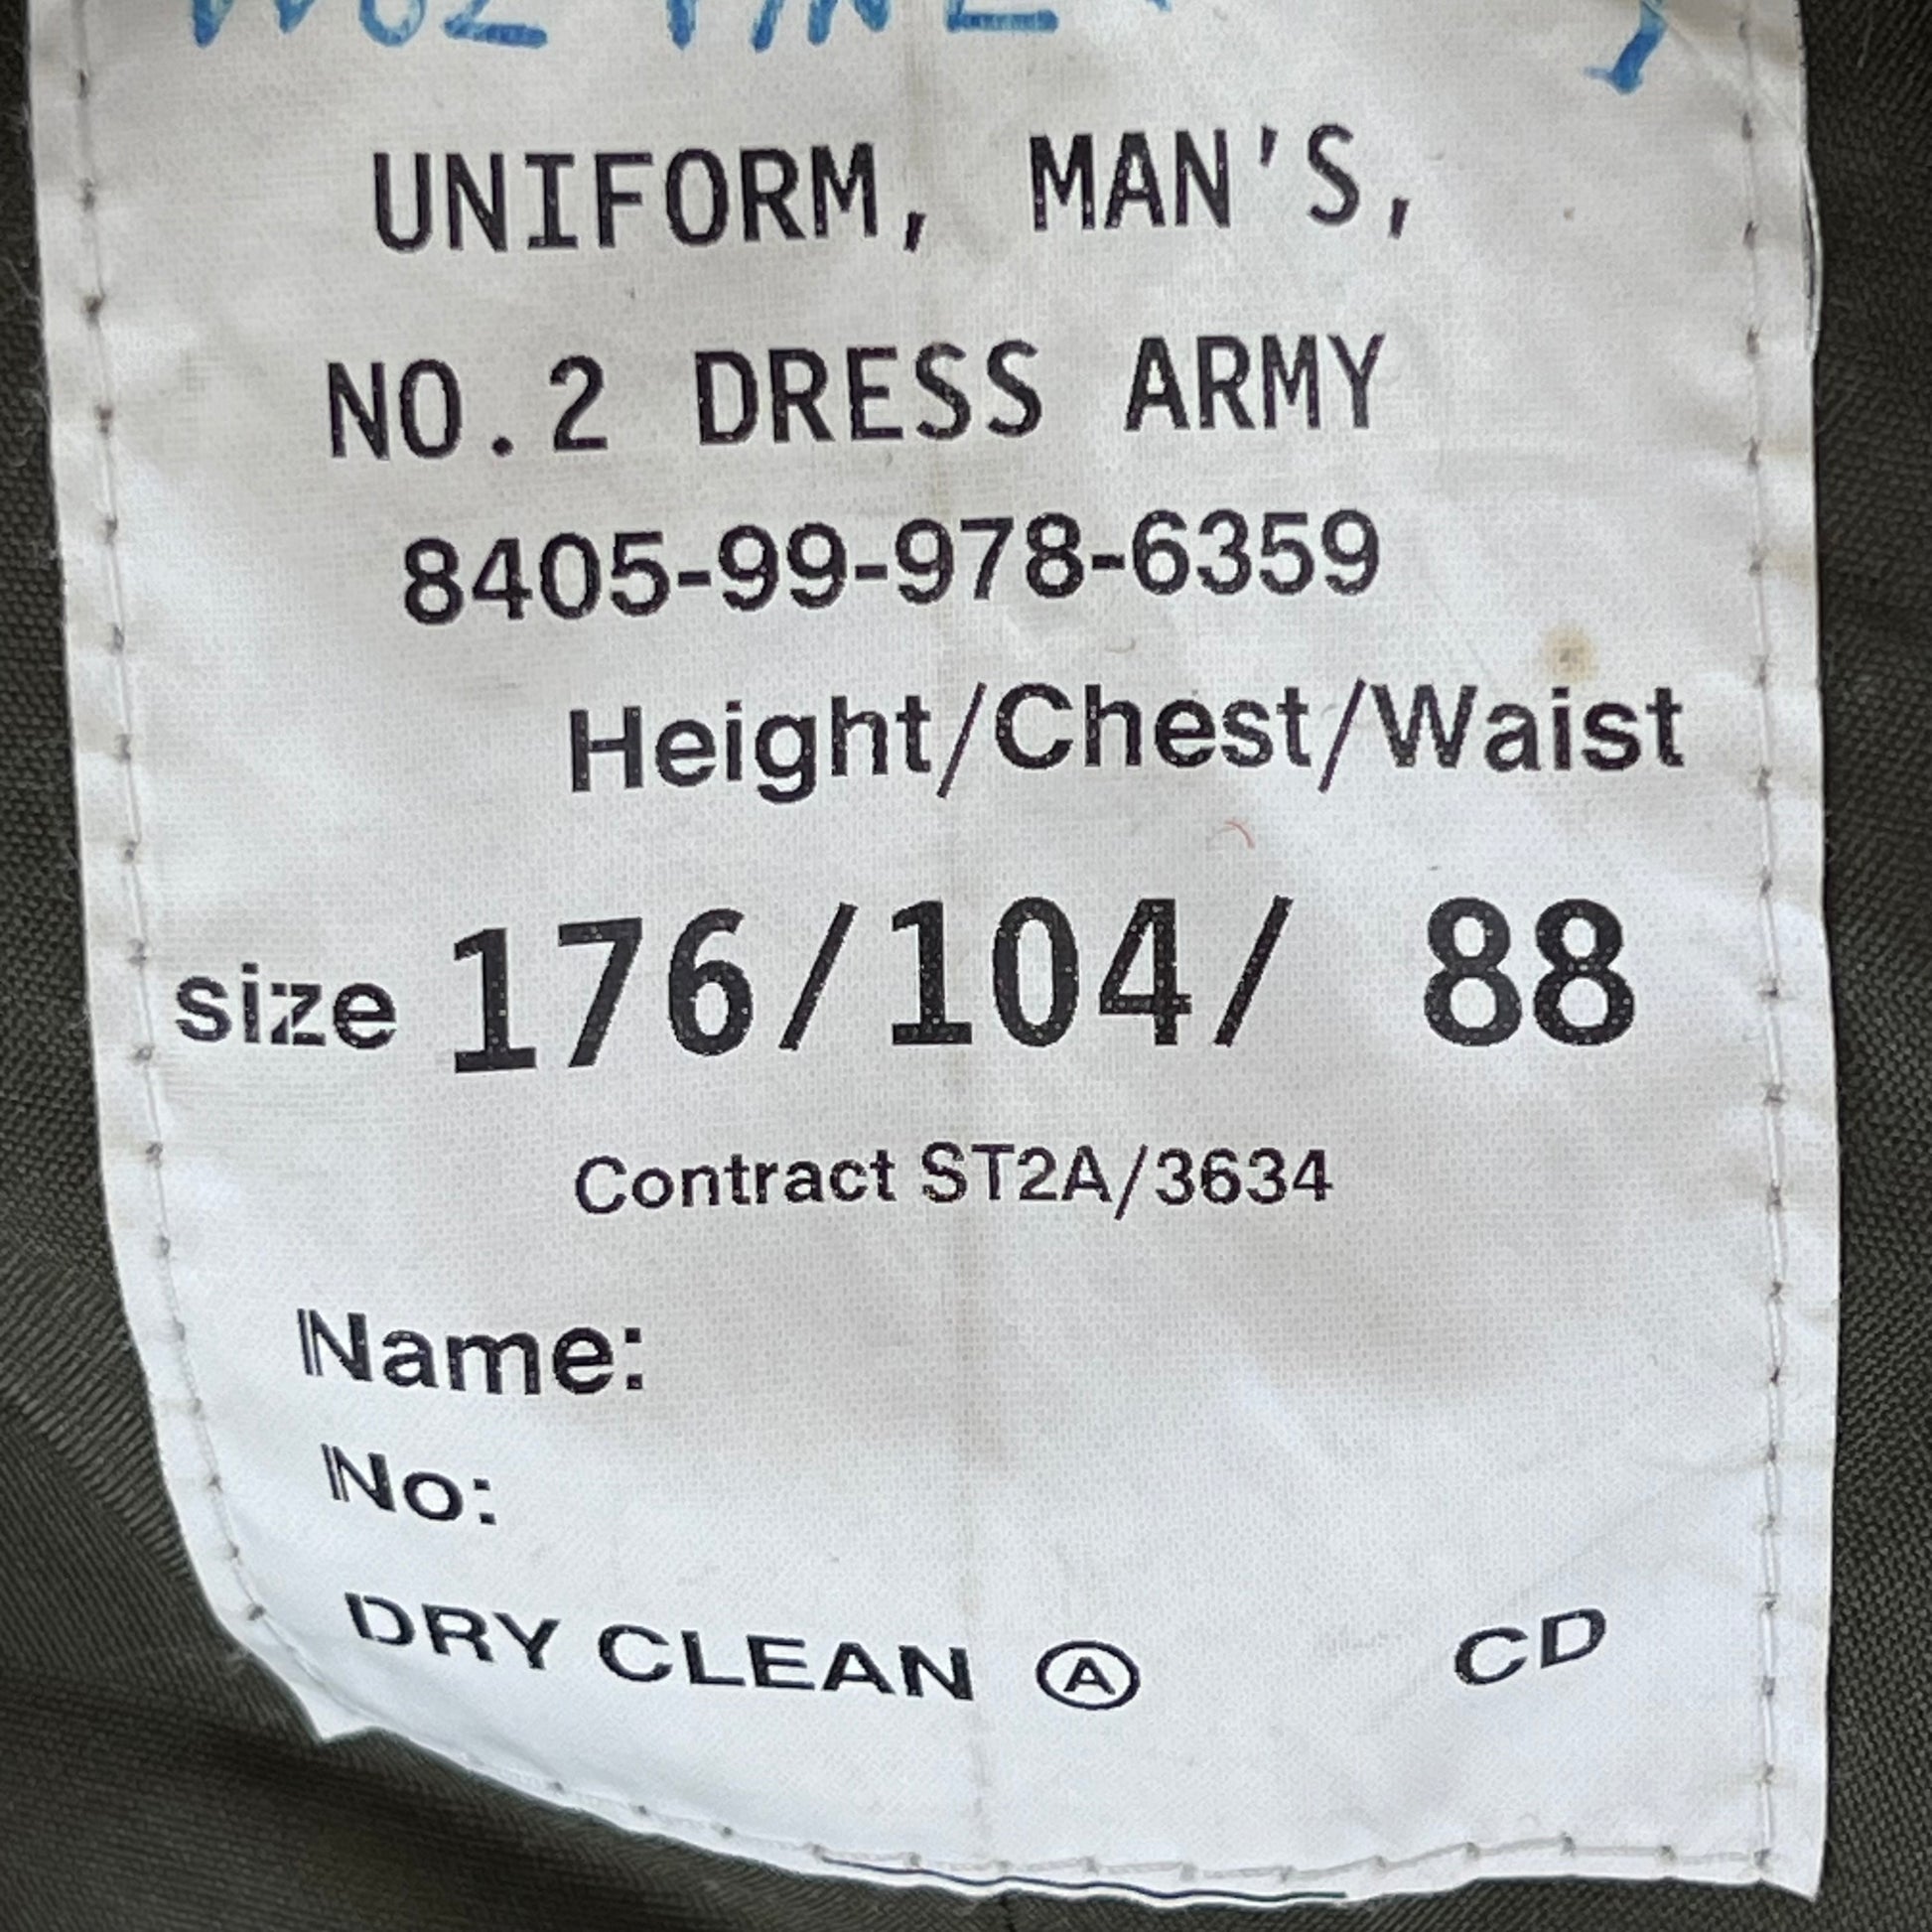 UNIFORM, MAN'S,
NO.2 DRESS ARMY
8405-99-978-6359
Height/Chest/Waist
size 176/104/ 88
Contract ST2A/3634
Name:
No:
DRY CLEAN Ⓐ CD